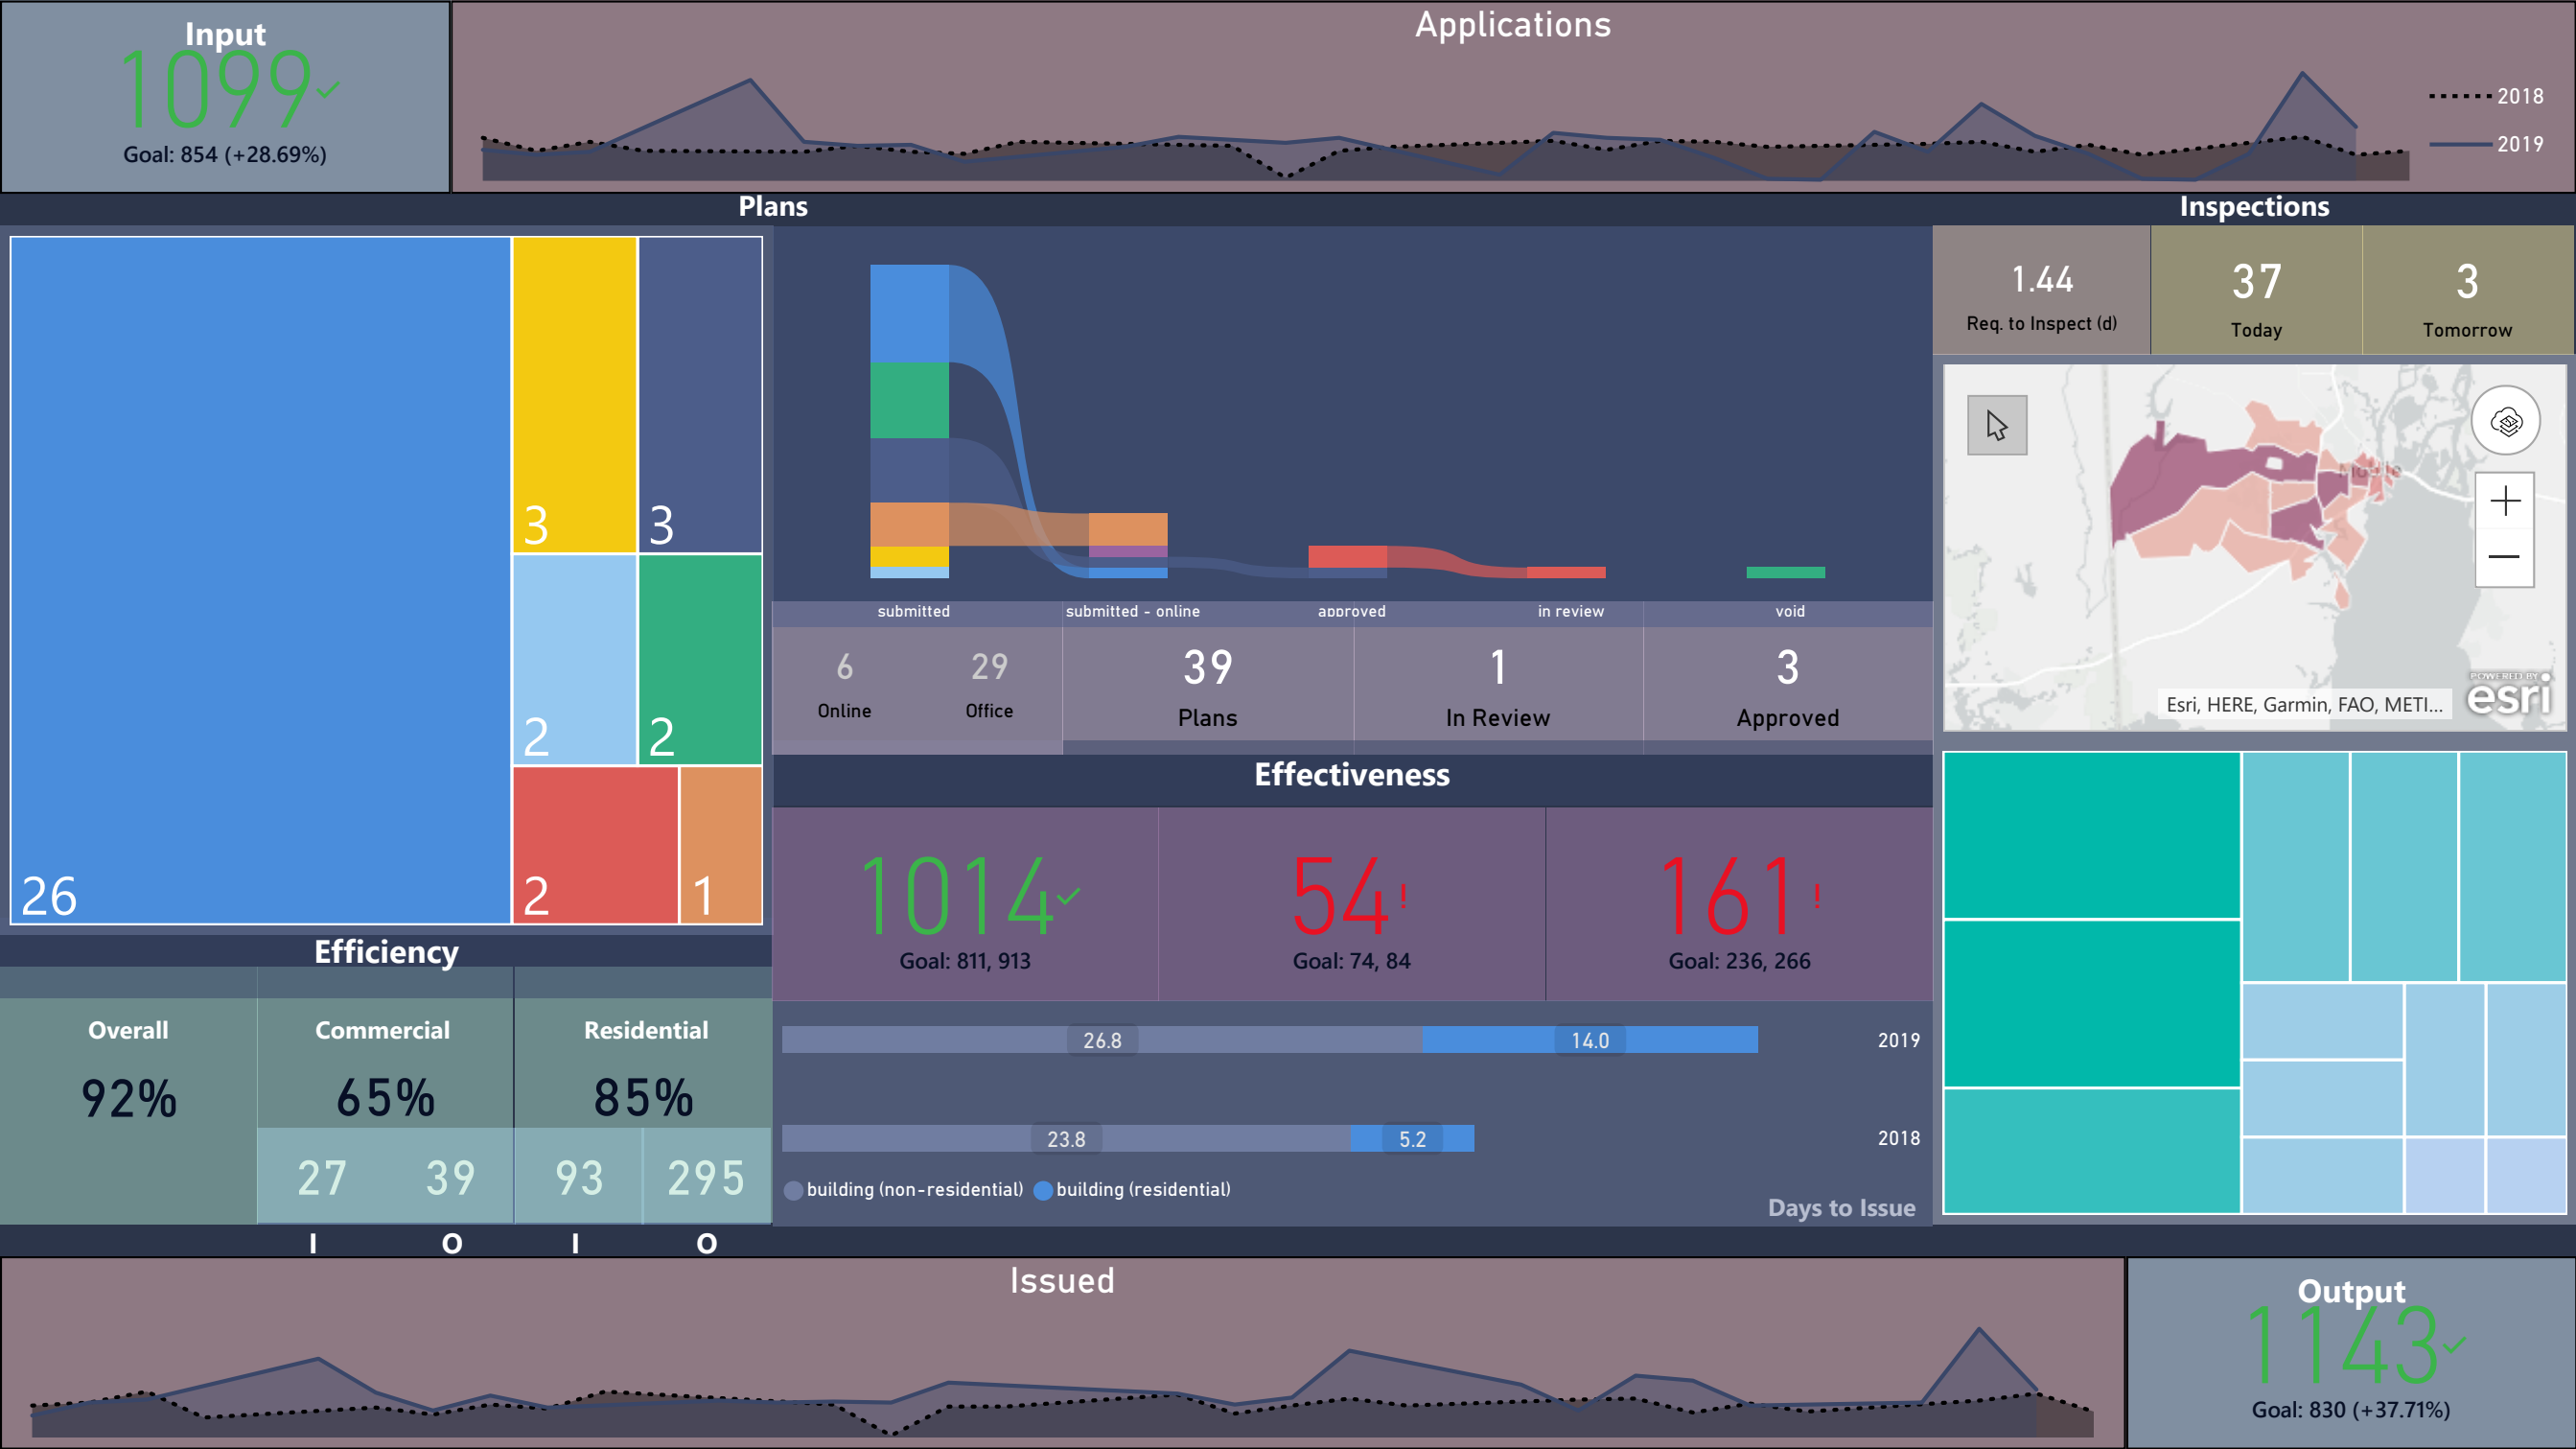 Input
1099
Goal: 854 (+28.69%)
Applications
2018
2019
Plans
Inspections
26
3
3
2
2
2
1
submitted
submitted - online
approved
in review
void
6
Online
29
Office
39
Plans
1
In Review
3
Approved
1.44
Req. to Inspect (d)
37
Today
3
Tomorrow
Mobile
POWERED BY
esri
Esri, HERE, Garmin, FAO, METI...
Effectiveness
1014
Goal: 811, 913
54!
Goal: 74, 84
161!
Goal: 236, 266
26.8
14.0
2019
23.8
5.2
2018
building (non-residential)
building (residential)
Days to Issue
Efficiency
Overall
92%
Commercial
65%
Residential
85%
27
39
93
295
I
O
I
O
Issued
Output
1143
Goal: 830 (+37.71%)